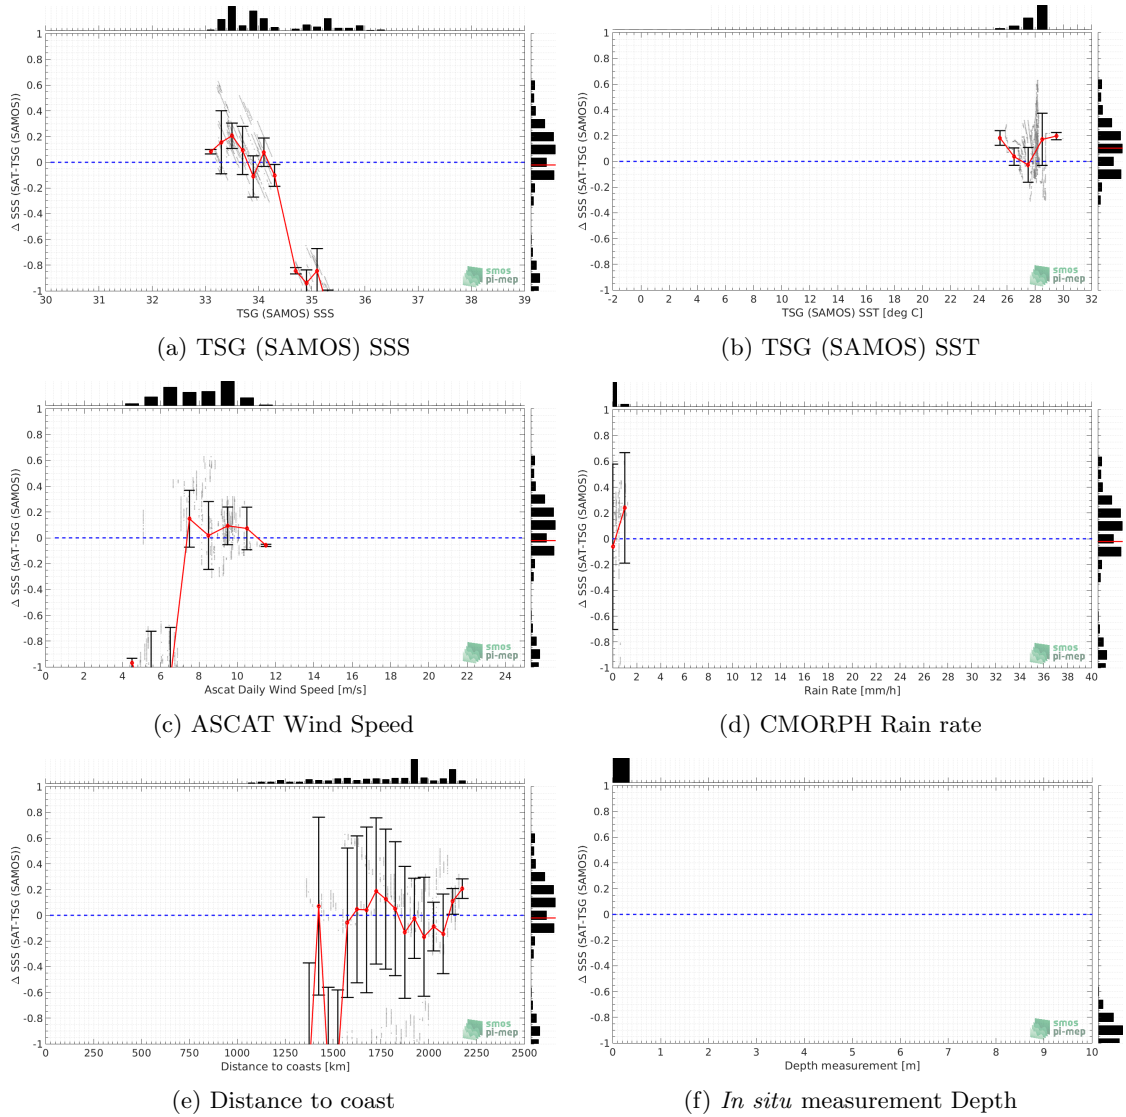 1
0.8
0.6
0.4
0.2
0
-0.2
-0.4
-0.6
-0.8
-1
Δ SSS (SAT-TSG (SAMOS))
30 31 32 33 34 35 36 37 38 39
TSG (SAMOS) SSS
smos
pi-mep
(a) TSG (SAMOS) SSS
1
0.8
0.6
0.4
0.2
0
-0.2
-0.4
-0.6
-0.8
-1
Δ SSS (SAT-TSG (SAMOS))
-2 0 2 4 6 8 10 12 14 16 18 20 22 24 26 28 30 32
TSG (SAMOS) SST [deg C]
smos
pi-mep
(b) TSG (SAMOS) SST
1
0.8
0.6
0.4
0.2
0
-0.2
-0.4
-0.6
-0.8
-1
Δ SSS (SAT-TSG (SAMOS))
0 2 4 6 8 10 12 14 16 18 20 22 24
Ascat Daily Wind Speed [m/s]
smos
pi-mep
(c) ASCAT Wind Speed
1
0.8
0.6
0.4
0.2
0
-0.2
-0.4
-0.6
-0.8
-1
Δ SSS (SAT-TSG (SAMOS))
0 2 4 6 8 10 12 14 16 18 20 22 24 26 28 30 32 34 36 38 40
Rain Rate [mm/h]
smos
pi-mep
(d) CMORPH Rain rate
1
0.8
0.6
0.4
0.2
0
-0.2
-0.4
-0.6
-0.8
-1
Δ SSS (SAT-TSG (SAMOS))
0 250 500 750 1000 1250 1500 1750 2000 2250 2500
Distance to coasts [km]
smos
pi-mep
(e) Distance to coast
1
0.8
0.6
0.4
0.2
0
-0.2
-0.4
-0.6
-0.8
-1
Δ SSS (SAT-TSG (SAMOS))
0 1 2 3 4 5 6 7 8 9 10
Depth measurement [m]
smos
pi-mep
(f) In situ measurement Depth